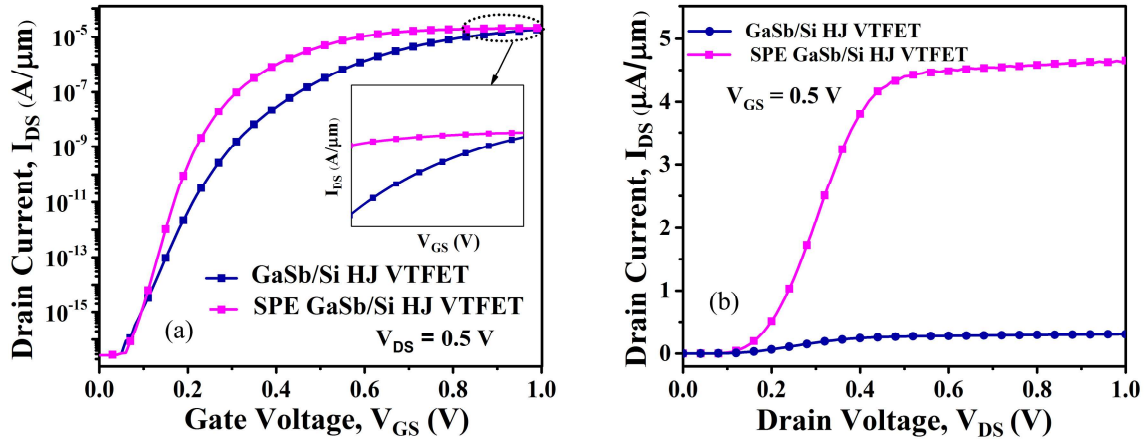 Drain Current, I_DS (A/μm)
10^-5
10^-7
10^-9
10^-11
10^-13
10^-15
I_DS (A/μm)
V_GS (V)
GaSb/Si HJ VTFET
SPE GaSb/Si HJ VTFET
(a)
V_DS = 0.5 V
0.0 0.2 0.4 0.6 0.8 1.0
Gate Voltage, V_GS (V)
Drain Current, I_DS (μA/μm)
5
4
3
2
1
0
GaSb/Si HJ VTFET
SPE GaSb/Si HJ VTFET
V_GS = 0.5 V
(b)
0.0 0.2 0.4 0.6 0.8 1.0
Drain Voltage, V_DS (V)